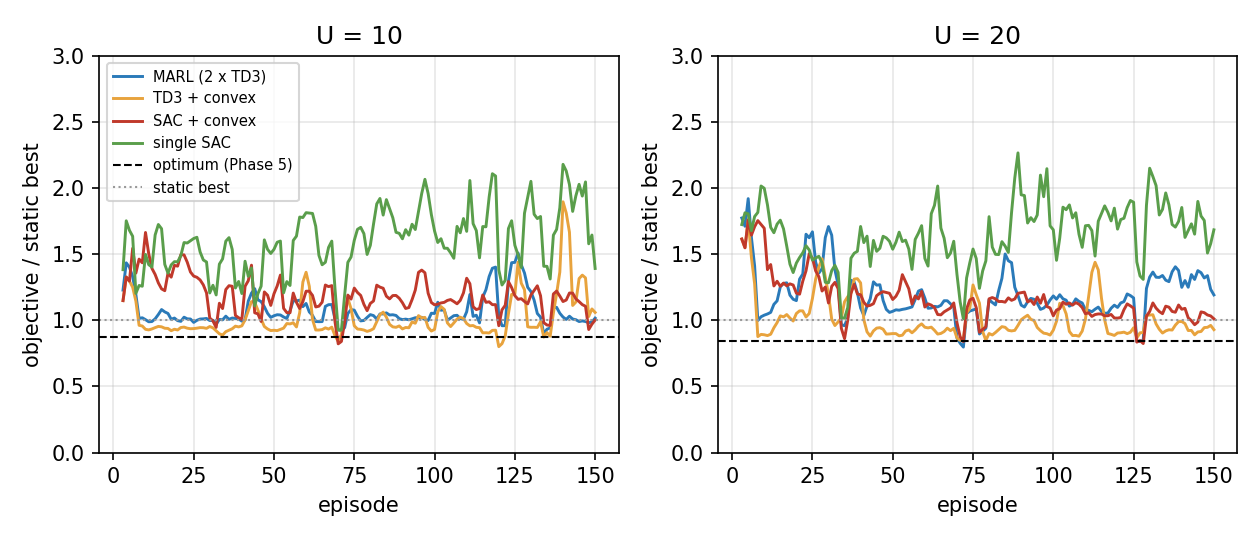 U = 10
objective / static best
3.0
2.5
2.0
1.5
1.0
0.5
0.0
MARL (2 x TD3)
TD3 + convex
SAC + convex
single SAC
optimum (Phase 5)
static best
0 25 50 75 100 125 150
episode
U = 20
objective / static best
3.0
2.5
2.0
1.5
1.0
0.5
0.0
0 25 50 75 100 125 150
episode